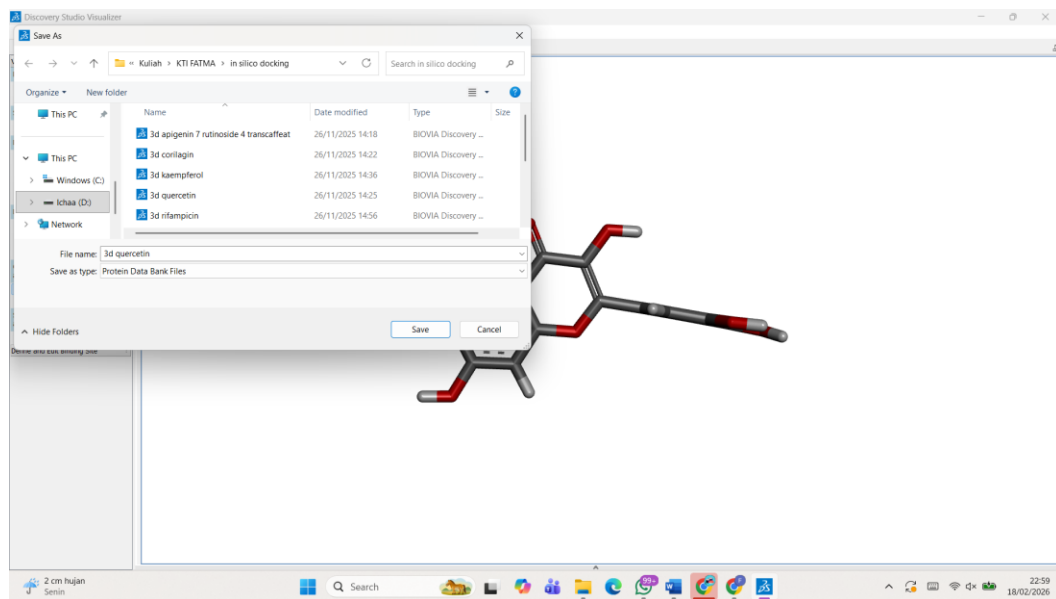 Discovery Studio Visualizer
Save As
« Kuliah > KTI FATMA > in silico docking
Search in silico docking
Organize
New folder
This PC
This PC
Windows (C:)
Ichaa (D:)
Network
Name Date modified Type Size
3d apigenin 7 rutinoside 4 transcaffeat 26/11/2025 14:18 BIOVIA Discovery ...
3d corilagin 26/11/2025 14:22 BIOVIA Discovery ...
3d kaempferol 26/11/2025 14:36 BIOVIA Discovery ...
3d quercetin 26/11/2025 14:25 BIOVIA Discovery ...
3d rifampicin 26/11/2025 14:56 BIOVIA Discovery ...
File name: 3d quercetin
Save as type: Protein Data Bank Files
Hide Folders
Save
Cancel
Define and Edit Binding Site
2 cm hujan
Senin
Search
99+
22:59
18/02/2026